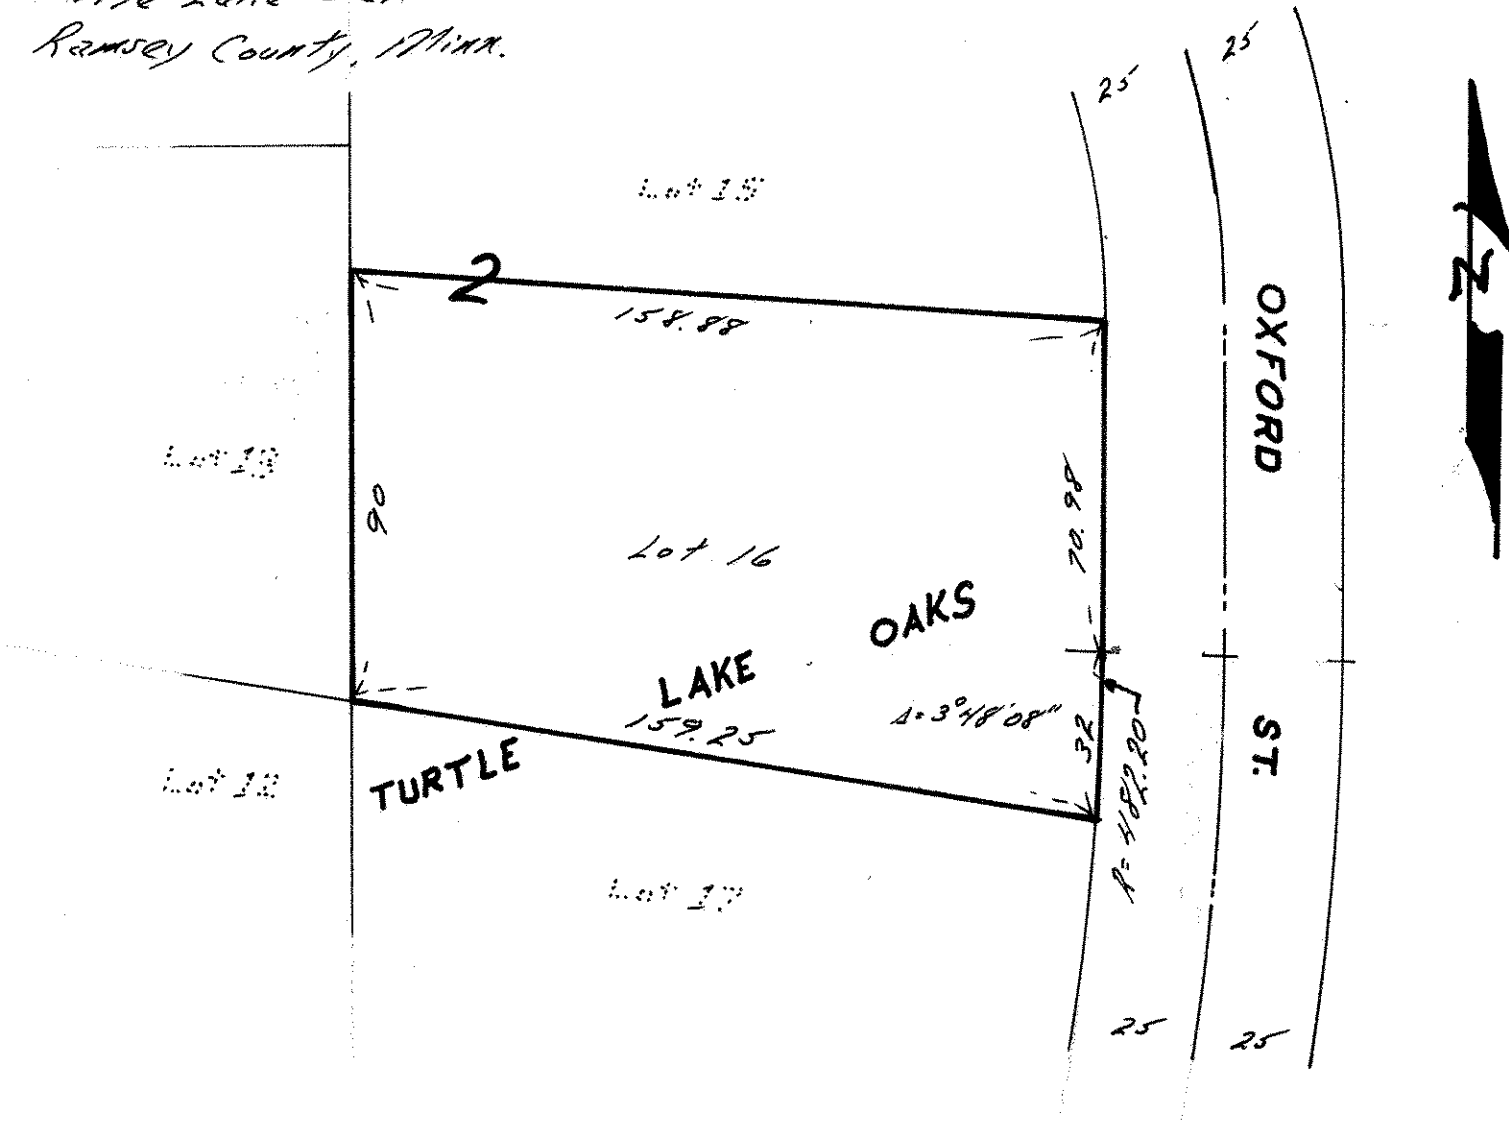 Ramsey County, Minn.
25'
25'
Lot 15
2
158.88
OXFORD
Lot 13
90
70.98
Lot 16
TURTLE LAKE OAKS
159.25
Δ = 3°48'08"
32
R = 482.20
ST.
Lot 12
Lot 17
25
25